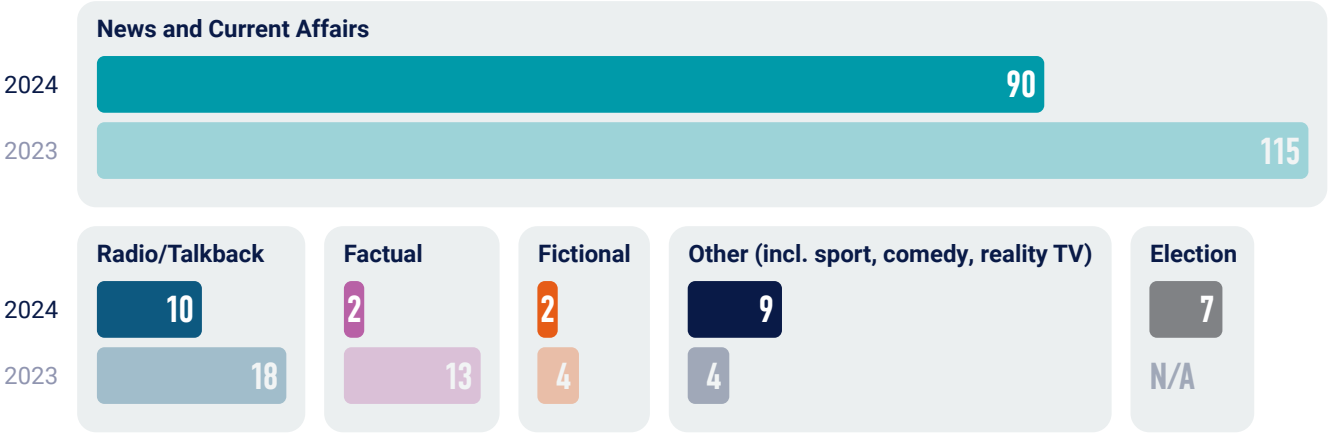 News and Current Affairs
2024 90
2023 115
Radio/Talkback Factual Fictional Other (incl. sport, comedy, reality TV) Election
2024 10 2 2 9 7
2023 18 13 4 4 N/A